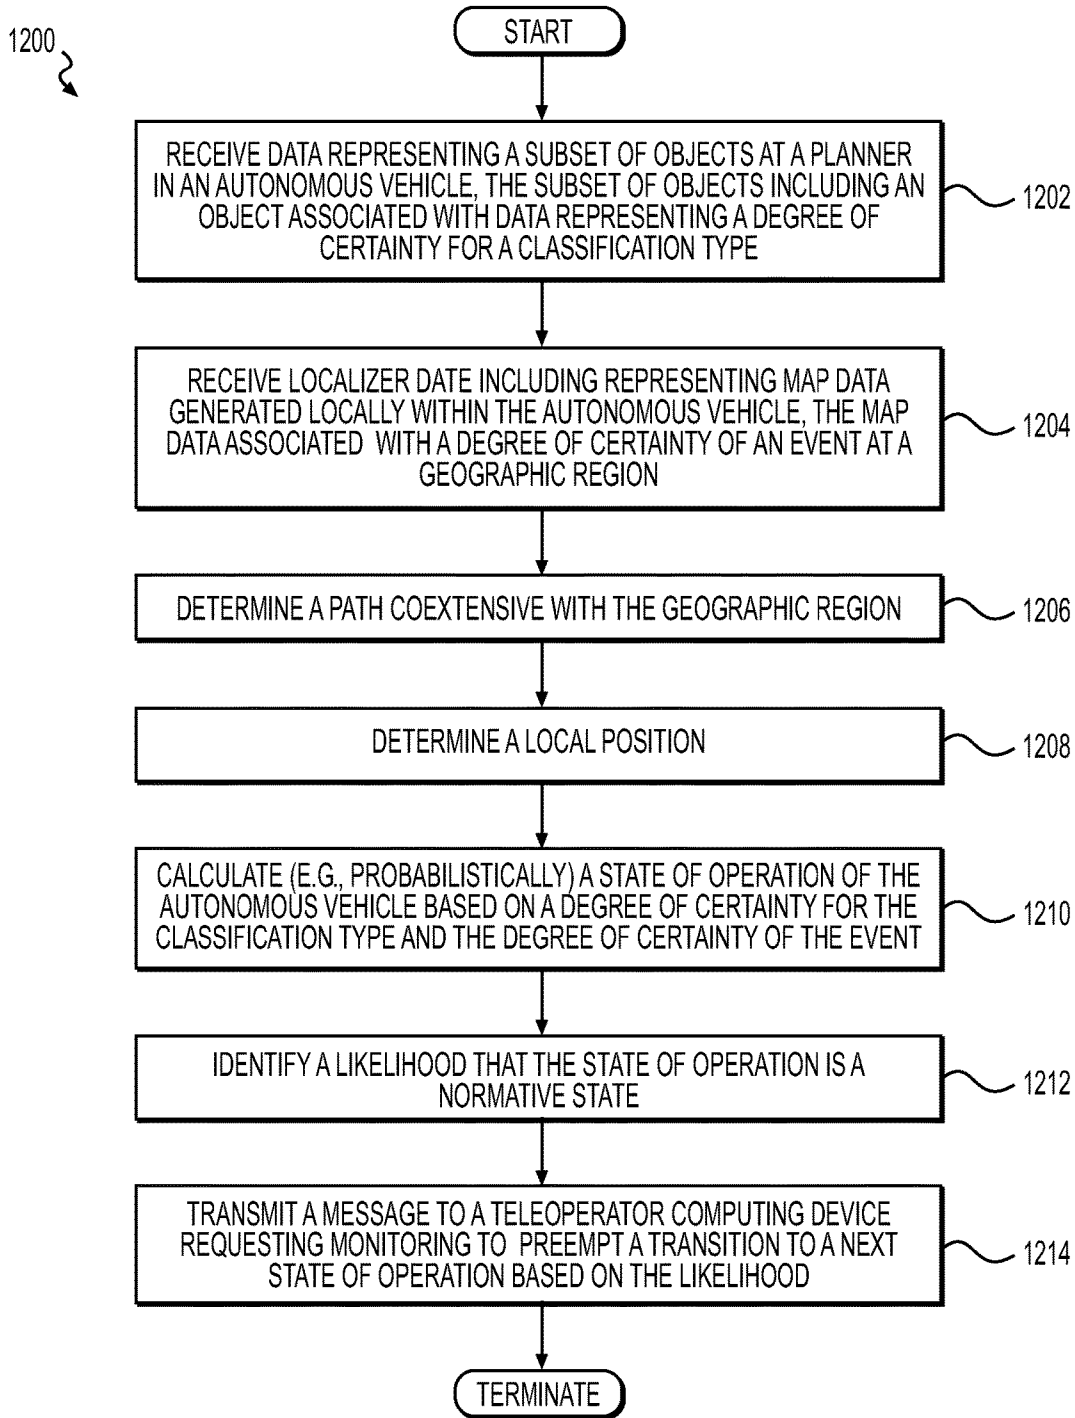 START
1200
RECEIVE DATA REPRESENTING A SUBSET OF OBJECTS AT A PLANNER
IN AN AUTONOMOUS VEHICLE, THE SUBSET OF OBJECTS INCLUDING AN
OBJECT ASSOCIATED WITH DATA REPRESENTING A DEGREE OF
CERTAINTY FOR A CLASSIFICATION TYPE
1202
RECEIVE LOCALIZER DATE INCLUDING REPRESENTING MAP DATA
GENERATED LOCALLY WITHIN THE AUTONOMOUS VEHICLE, THE MAP
DATA ASSOCIATED WITH A DEGREE OF CERTAINTY OF AN EVENT AT A
GEOGRAPHIC REGION
1204
DETERMINE A PATH COEXTENSIVE WITH THE GEOGRAPHIC REGION
1206
DETERMINE A LOCAL POSITION
1208
CALCULATE (E.G., PROBABILISTICALLY) A STATE OF OPERATION OF THE
AUTONOMOUS VEHICLE BASED ON A DEGREE OF CERTAINTY FOR THE
CLASSIFICATION TYPE AND THE DEGREE OF CERTAINTY OF THE EVENT
1210
IDENTIFY A LIKELIHOOD THAT THE STATE OF OPERATION IS A
NORMATIVE STATE
1212
TRANSMIT A MESSAGE TO A TELEOPERATOR COMPUTING DEVICE
REQUESTING MONITORING TO PREEMPT A TRANSITION TO A NEXT
STATE OF OPERATION BASED ON THE LIKELIHOOD
1214
TERMINATE